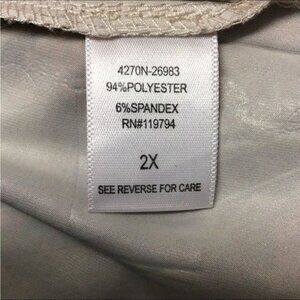 4270N-26983
94%POLYESTER
6%SPANDEX
RN#119794
2X
SEE REVERSE FOR CARE